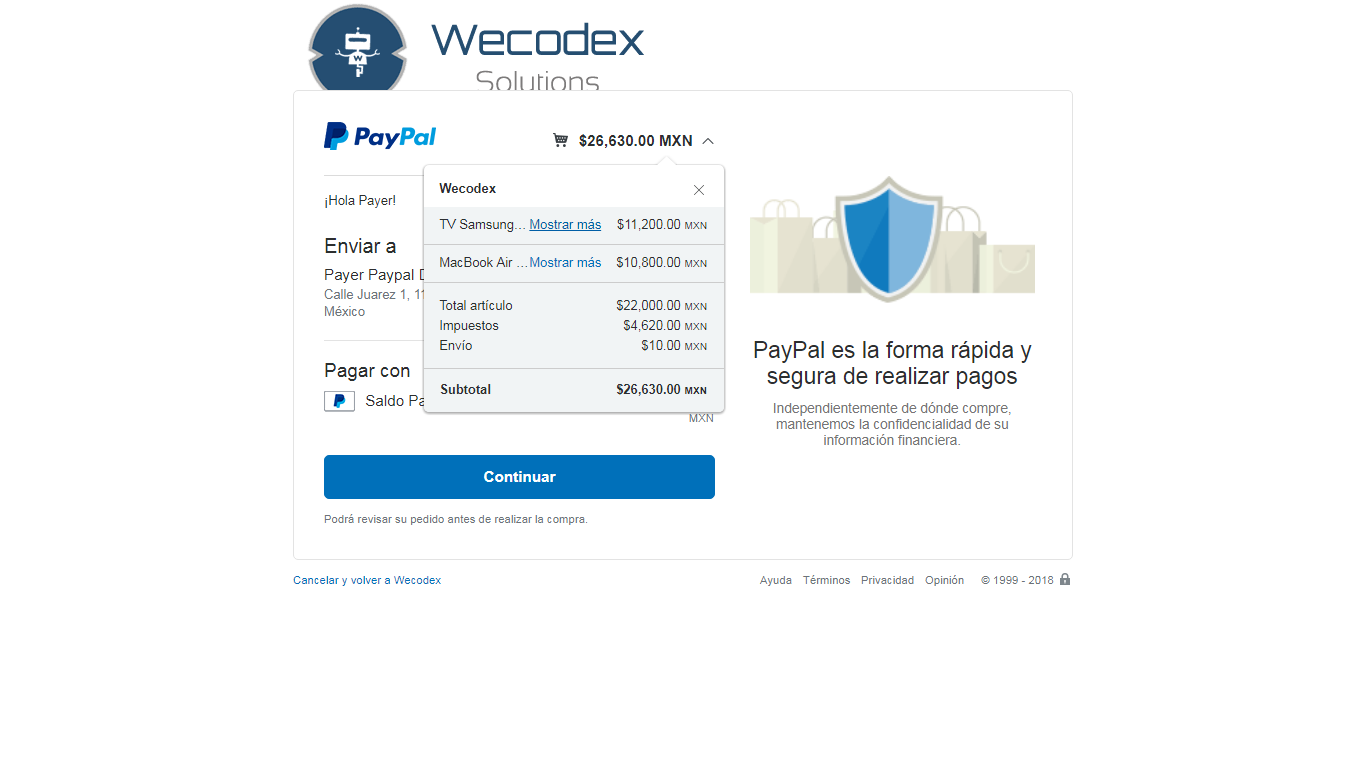 Wecodex
Solutions
PayPal
$26,630.00 MXN
¡Hola Payer!
Enviar a
Payer Paypal
Calle Juarez 1,
México
Pagar con
Saldo
MXN
Wecodex
TV Samsung... Mostrar más $11,200.00 MXN
MacBook Air ... Mostrar más $10,800.00 MXN
Total artículo $22,000.00 MXN
Impuestos $4,620.00 MXN
Envío $10.00 MXN
Subtotal $26,630.00 MXN
Continuar
Podrá revisar su pedido antes de realizar la compra.
PayPal es la forma rápida y
segura de realizar pagos
Independientemente de dónde compre,
mantenemos la confidencialidad de su
información financiera.
Cancelar y volver a Wecodex
Ayuda Términos Privacidad Opinión © 1999 - 2018